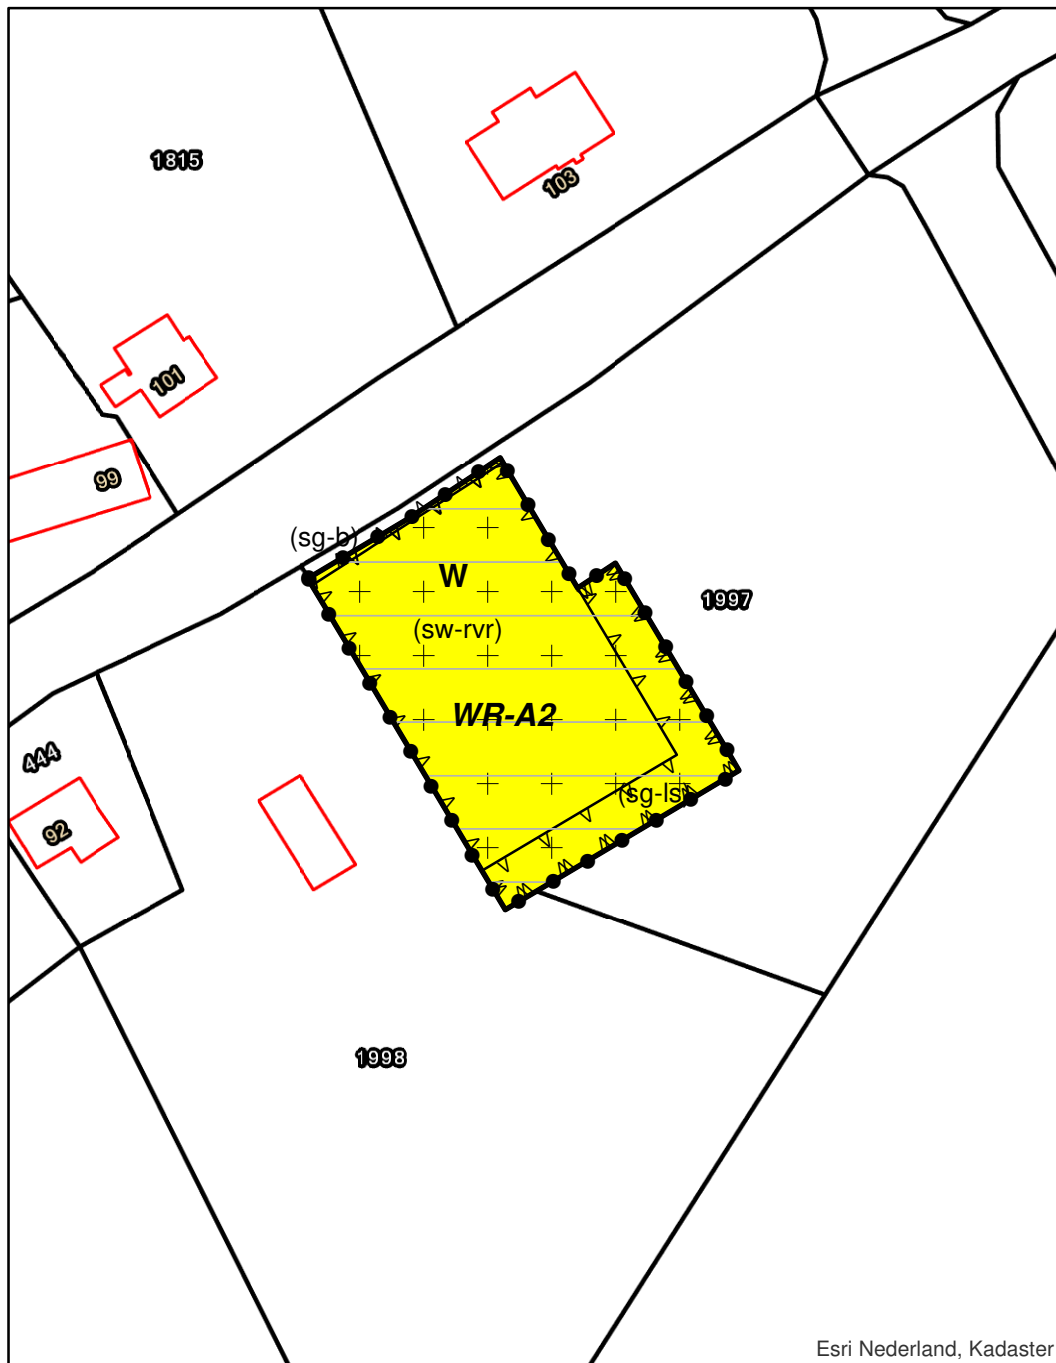 1815
103
101
99
(sg-b)
W
1997
(sw-rvr)
WR-A2
444
(sg-ls)
92
1998
Esri Nederland, Kadaster